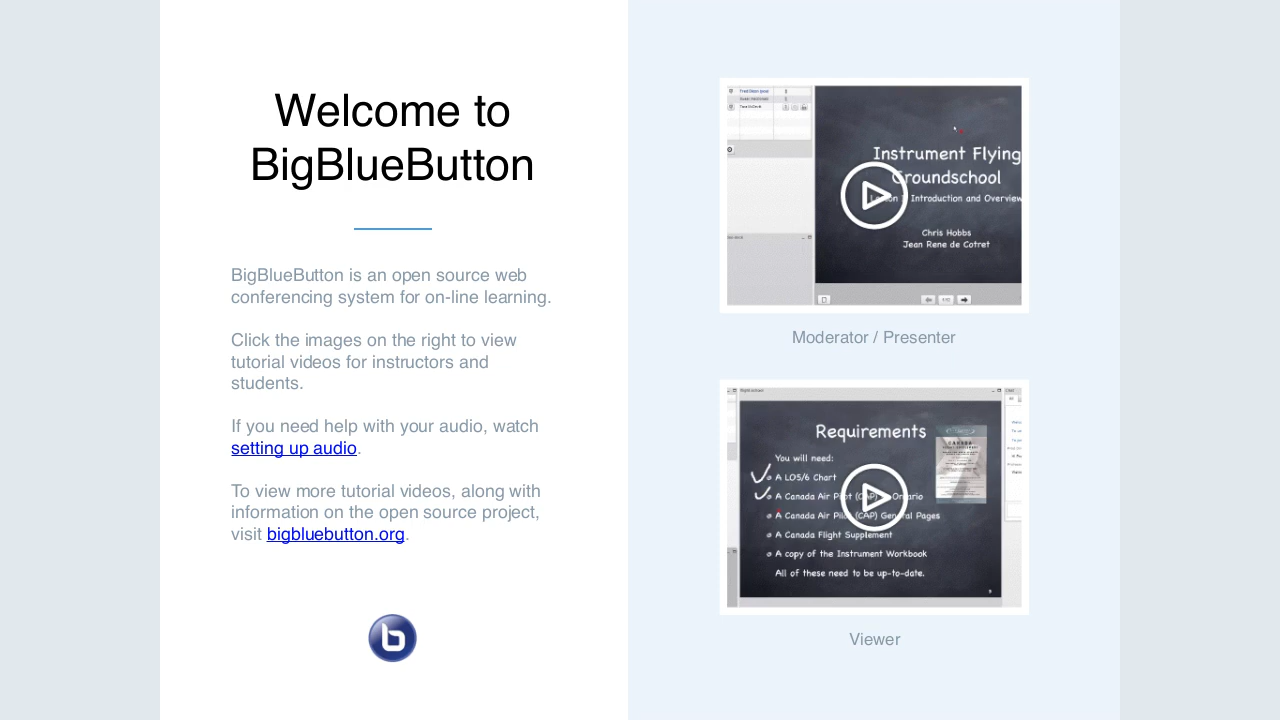 Welcome to
BigBlueButton
BigBlueButton is an open source web
conferencing system for on-line learning.
Click the images on the right to view
tutorial videos for instructors and
students.
If you need help with your audio, watch
setting up audio.
To view more tutorial videos, along with
information on the open source project,
visit bigbluebutton.org.
b
Instrument Flying
Groundschool
Introduction and Overview
Chris Hobbs
Jean Rene de Cotret
Moderator / Presenter
Requirements
You will need:
A LO5/6 Chart
A Canada Air Pilot (CAP) Ontario
A Canada Air Pilot (CAP) General Pages
A Canada Flight Supplement
A copy of the Instrument Workbook
All of these need to be up-to-date.
Viewer